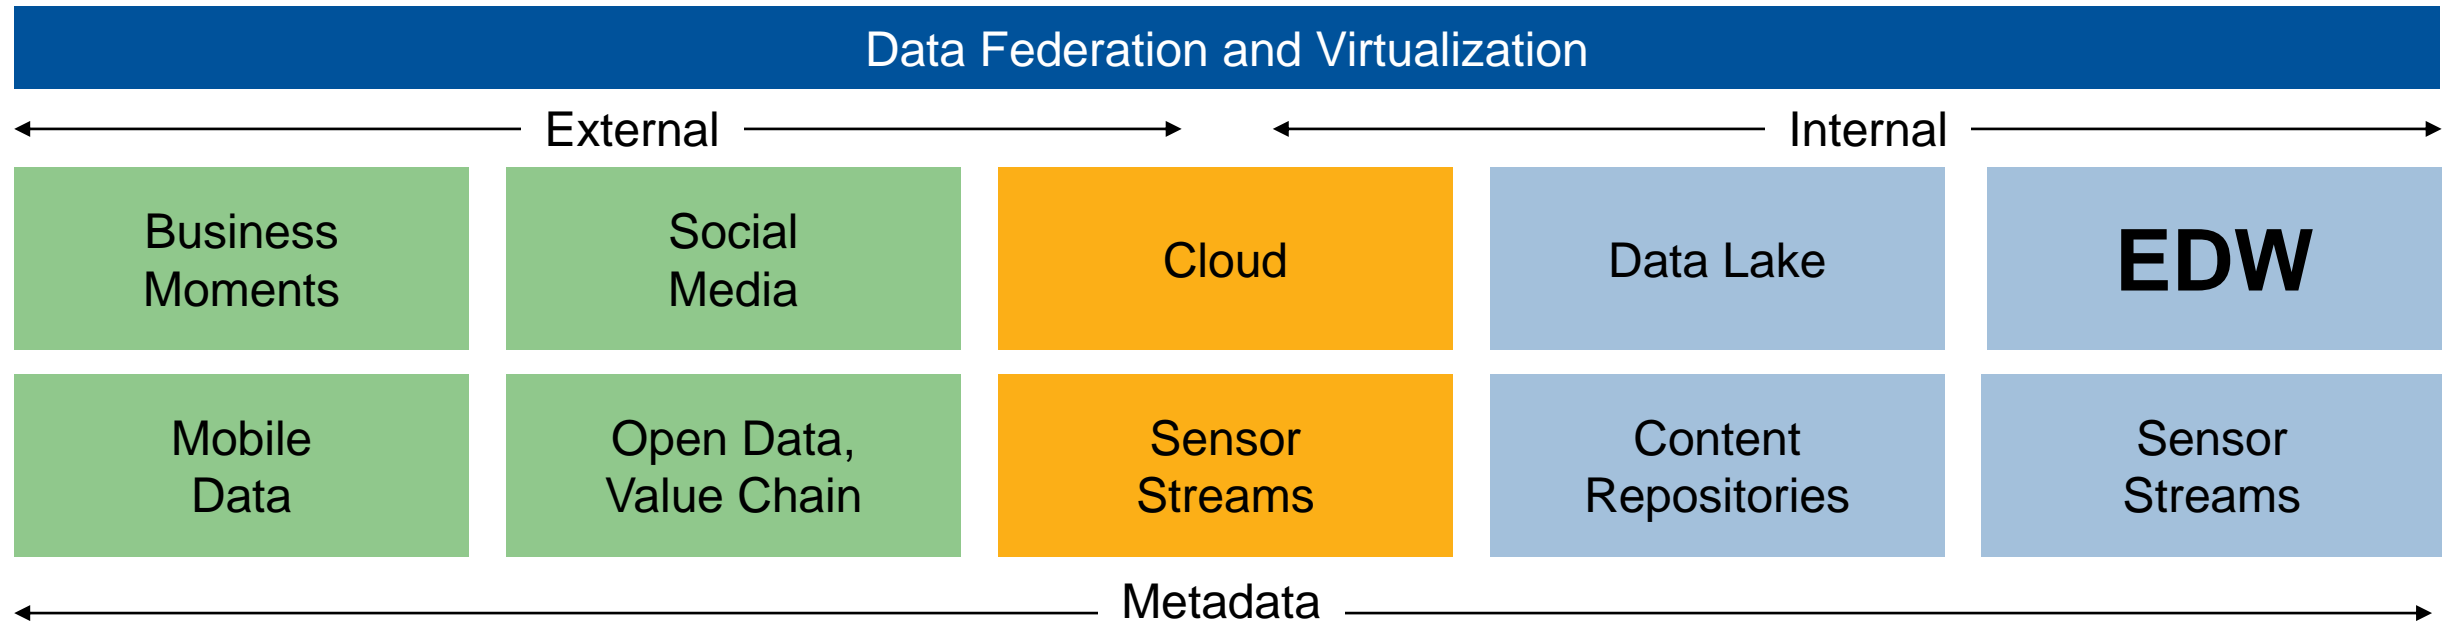 Data Federation and Virtualization
External
Internal
Business
Moments
Social
Media
Cloud
Data Lake
EDW
Mobile
Data
Open Data,
Value Chain
Sensor
Streams
Content
Repositories
Sensor
Streams
Metadata